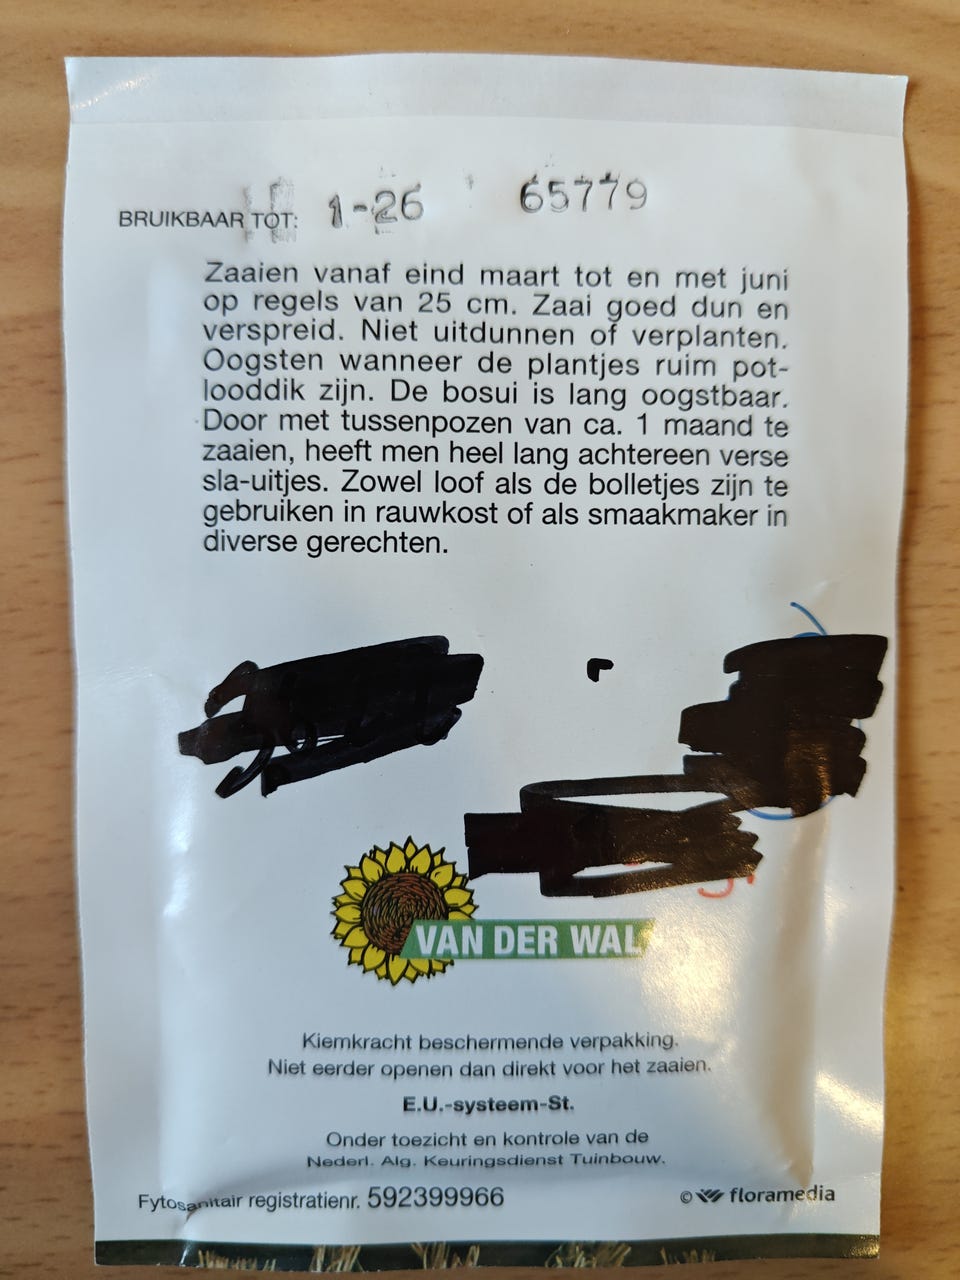 BRUIKBAAR TOT: 1-26 65779
Zaaien vanaf eind maart tot en met juni
op regels van 25 cm. Zaai goed dun en
verspreid. Niet uitdunnen of verplanten.
Oogsten wanneer de plantjes ruim pot-
looddik zijn. De bosui is lang oogstbaar.
Door met tussenpozen van ca. 1 maand te
zaaien, heeft men heel lang achtereen verse
sla-uitjes. Zowel loof als de bolletjes zijn te
gebruiken in rauwkost of als smaakmaker in
diverse gerechten.
VAN DER WAL
Kiemkracht beschermende verpakking.
Niet eerder openen dan direkt voor het zaaien.
E.U.-systeem-St.
Onder toezicht en kontrole van de
Nederl. Alg. Keuringsdienst Tuinbouw.
Fytosanitair registratienr. 592399966
© floramedia